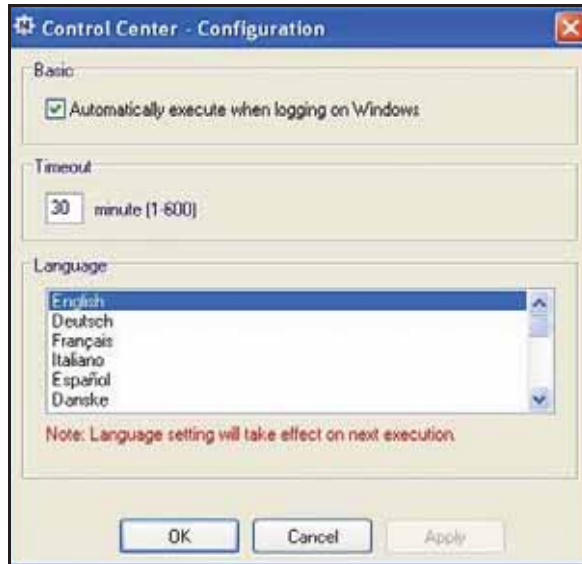 Control Center - Configuration
Basic
Automatically execute when logging on Windows
Timeout
30 minute (1-600)
Language
English
Deutsch
Français
Italiano
Español
Danske
Note: Language setting will take effect on next execution.
OK Cancel Apply